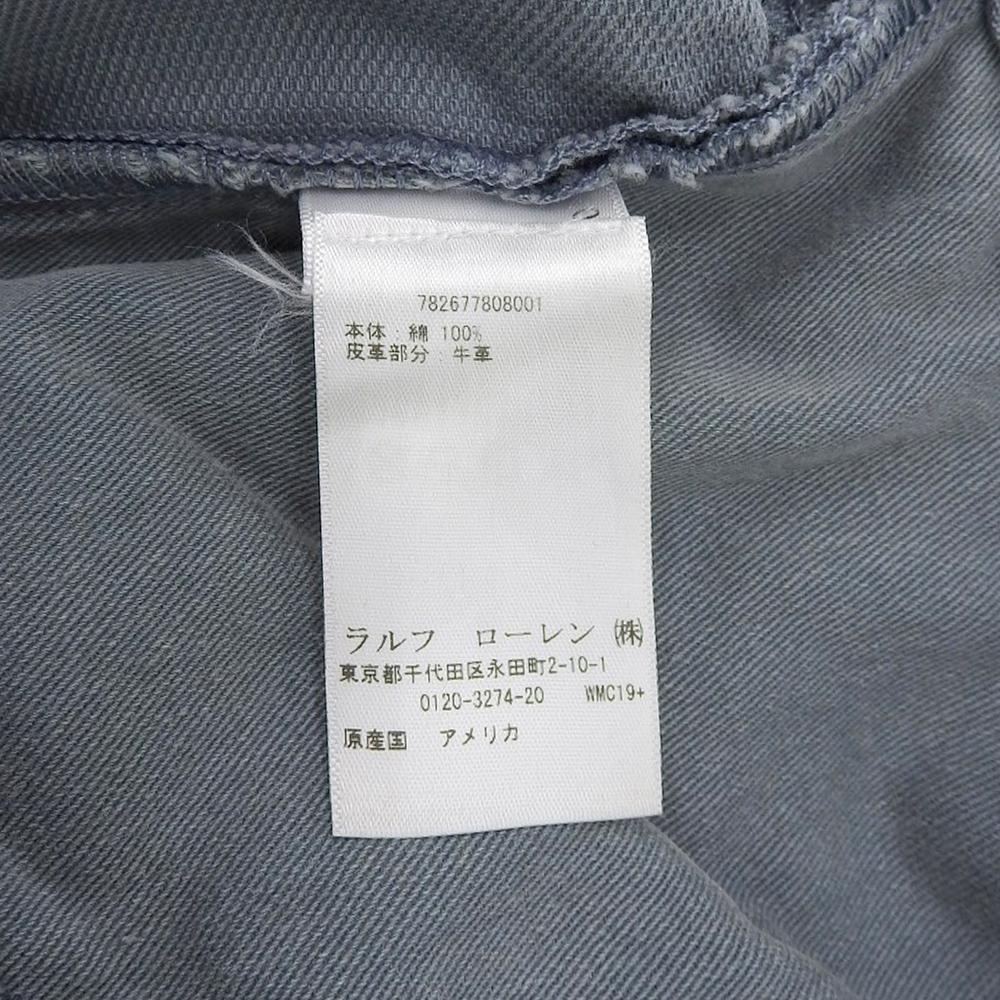 782677808001
本体：綿 100%
皮革部分：牛革
ラルフ　ローレン ㈱
東京都千代田区永田町2-10-1
0120-3274-20 WMC19+
原産国　アメリカ